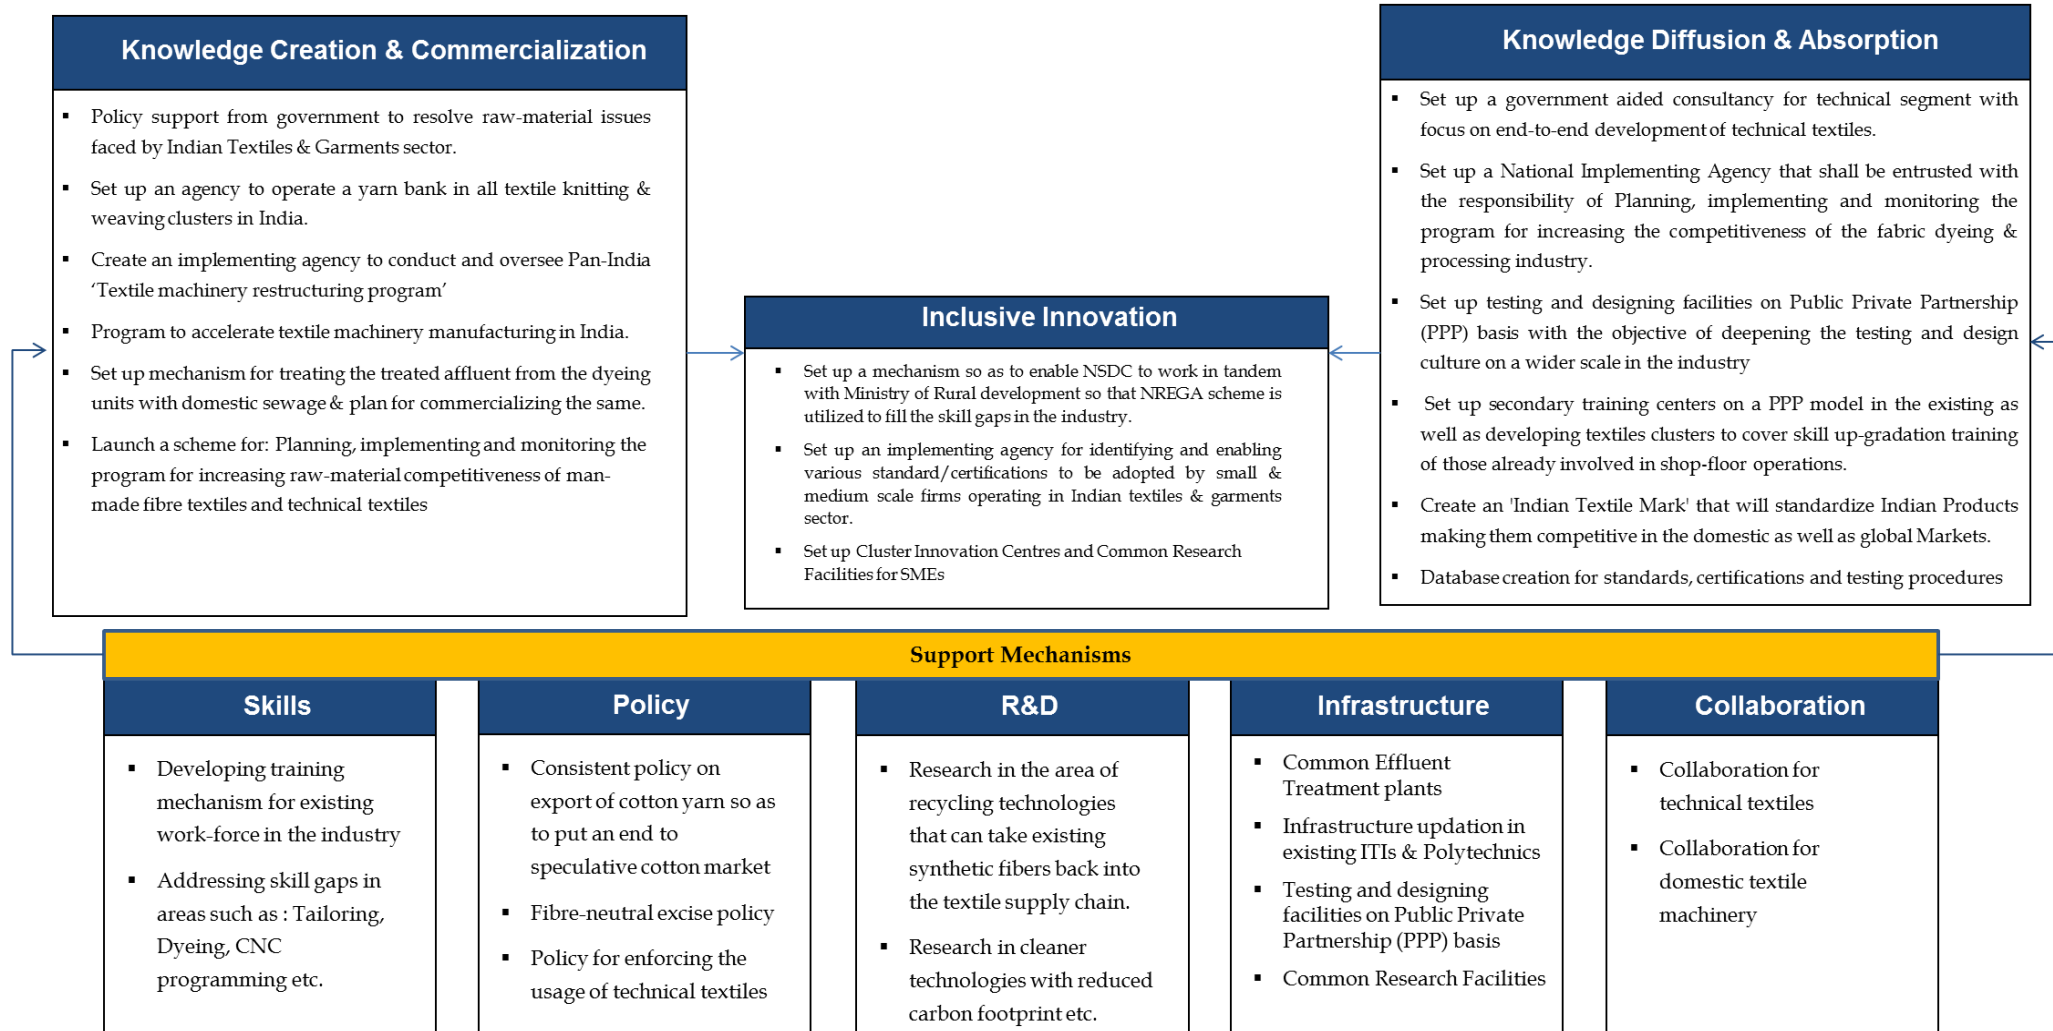 Knowledge Creation & Commercialization
▪ Policy support from government to resolve raw-material issues
faced by Indian Textiles & Garments sector.
▪ Set up an agency to operate a yarn bank in all textile knitting &
weaving clusters in India.
▪ Create an implementing agency to conduct and oversee Pan-India
‘Textile machinery restructuring program’
▪ Program to accelerate textile machinery manufacturing in India.
▪ Set up mechanism for treating the treated affluent from the dyeing
units with domestic sewage & plan for commercializing the same.
▪ Launch a scheme for: Planning, implementing and monitoring the
program for increasing raw-material competitiveness of man-
made fibre textiles and technical textiles
Inclusive Innovation
▪ Set up a mechanism so as to enable NSDC to work in tandem
with Ministry of Rural development so that NREGA scheme is
utilized to fill the skill gaps in the industry.
▪ Set up an implementing agency for identifying and enabling
various standard/certifications to be adopted by small &
medium scale firms operating in Indian textiles & garments
sector.
▪ Set up Cluster Innovation Centres and Common Research
Facilities for SMEs
Knowledge Diffusion & Absorption
▪ Set up a government aided consultancy for technical segment with
focus on end-to-end development of technical textiles.
▪ Set up a National Implementing Agency that shall be entrusted with
the responsibility of Planning, implementing and monitoring the
program for increasing the competitiveness of the fabric dyeing &
processing industry.
▪ Set up testing and designing facilities on Public Private Partnership
(PPP) basis with the objective of deepening the testing and design
culture on a wider scale in the industry
▪ Set up secondary training centers on a PPP model in the existing as
well as developing textiles clusters to cover skill up-gradation training
of those already involved in shop-floor operations.
▪ Create an 'Indian Textile Mark' that will standardize Indian Products
making them competitive in the domestic as well as global Markets.
▪ Database creation for standards, certifications and testing procedures
Support Mechanisms
Skills
▪ Developing training
mechanism for existing
work-force in the industry
▪ Addressing skill gaps in
areas such as : Tailoring,
Dyeing, CNC
programming etc.
Policy
▪ Consistent policy on
export of cotton yarn so as
to put an end to
speculative cotton market
▪ Fibre-neutral excise policy
▪ Policy for enforcing the
usage of technical textiles
R&D
▪ Research in the area of
recycling technologies
that can take existing
synthetic fibers back into
the textile supply chain.
▪ Research in cleaner
technologies with reduced
carbon footprint etc.
Infrastructure
▪ Common Effluent
Treatment plants
▪ Infrastructure updation in
existing ITIs & Polytechnics
▪ Testing and designing
facilities on Public Private
Partnership (PPP) basis
▪ Common Research Facilities
Collaboration
▪ Collaboration for
technical textiles
▪ Collaboration for
domestic textile
machinery